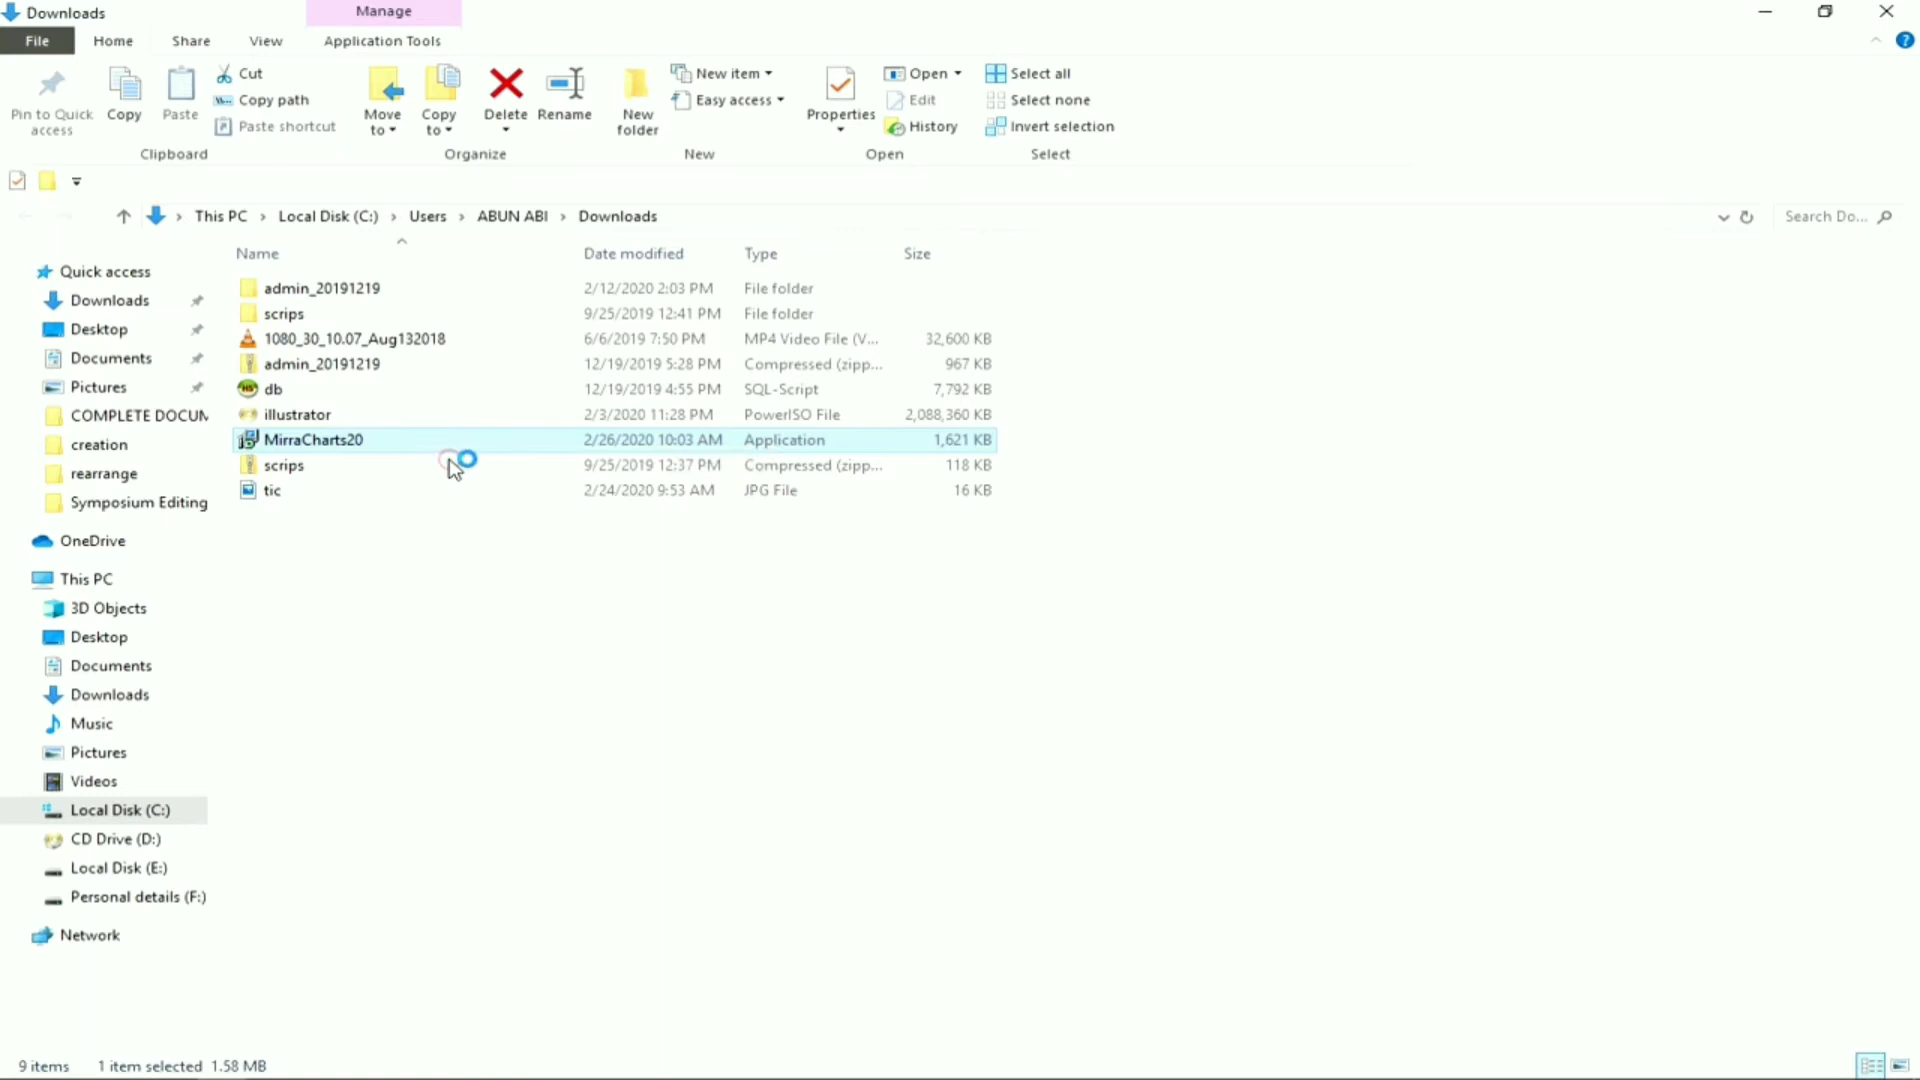 Downloads
Manage
File Home Share View Application Tools
Pin to Quick access
Copy
Paste
Cut
Copy path
Paste shortcut
Clipboard
Move to
Copy to
Delete
Rename
Organize
New folder
New item
Easy access
New
Properties
Open
Edit
History
Open
Select all
Select none
Invert selection
Select
This PC Local Disk (C:) Users ABUN ABI Downloads
Search Do...
Name Date modified Type Size
admin_20191219 2/12/2020 2:03 PM File folder
scrips 9/25/2019 12:41 PM File folder
1080_30_10.07_Aug132018 6/6/2019 7:50 PM MP4 Video File (V... 32,600 KB
admin_20191219 12/19/2019 5:28 PM Compressed (zipp... 967 KB
db 12/19/2019 4:55 PM SQL-Script 7,792 KB
illustrator 2/3/2020 11:28 PM PowerISO File 2,088,360 KB
MirraCharts20 2/26/2020 10:03 AM Application 1,621 KB
scrips 9/25/2019 12:37 PM Compressed (zipp... 118 KB
tic 2/24/2020 9:53 AM JPG File 16 KB
Quick access
Downloads
Desktop
Documents
Pictures
COMPLETE DOCUM
creation
rearrange
Symposium Editing
OneDrive
This PC
3D Objects
Desktop
Documents
Downloads
Music
Pictures
Videos
Local Disk (C:)
CD Drive (D:)
Local Disk (E:)
Personal details (F:)
Network
9 items 1 item selected 1.58 MB